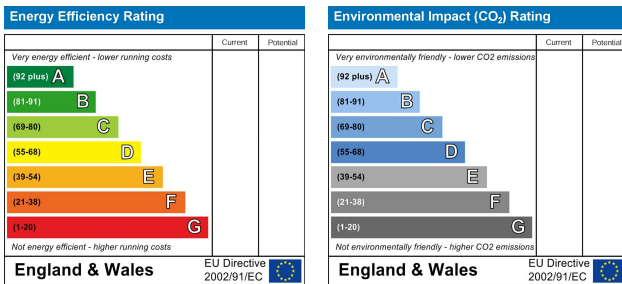 Energy Efficiency Rating
Current Potential
Very energy efficient - lower running costs
(92 plus) A
(81-91) B
(69-80) C
(55-68) D
(39-54) E
(21-38) F
(1-20) G
Not energy efficient - higher running costs
England & Wales
EU Directive
2002/91/EC
Environmental Impact (CO₂) Rating
Current Potential
Very environmentally friendly - lower CO2 emissions
(92 plus) A
(81-91) B
(69-80) C
(55-68) D
(39-54) E
(21-38) F
(1-20) G
Not environmentally friendly - higher CO2 emissions
England & Wales
EU Directive
2002/91/EC